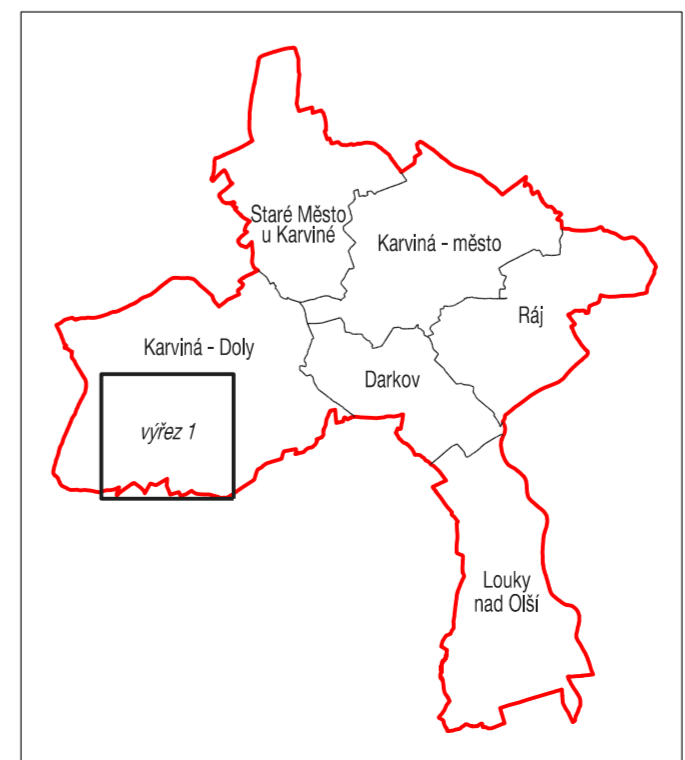 Staré Město
u Karviné
Karviná - město
Ráj
Karviná - Doly
Darkov
výřez 1
Louky
nad Olší